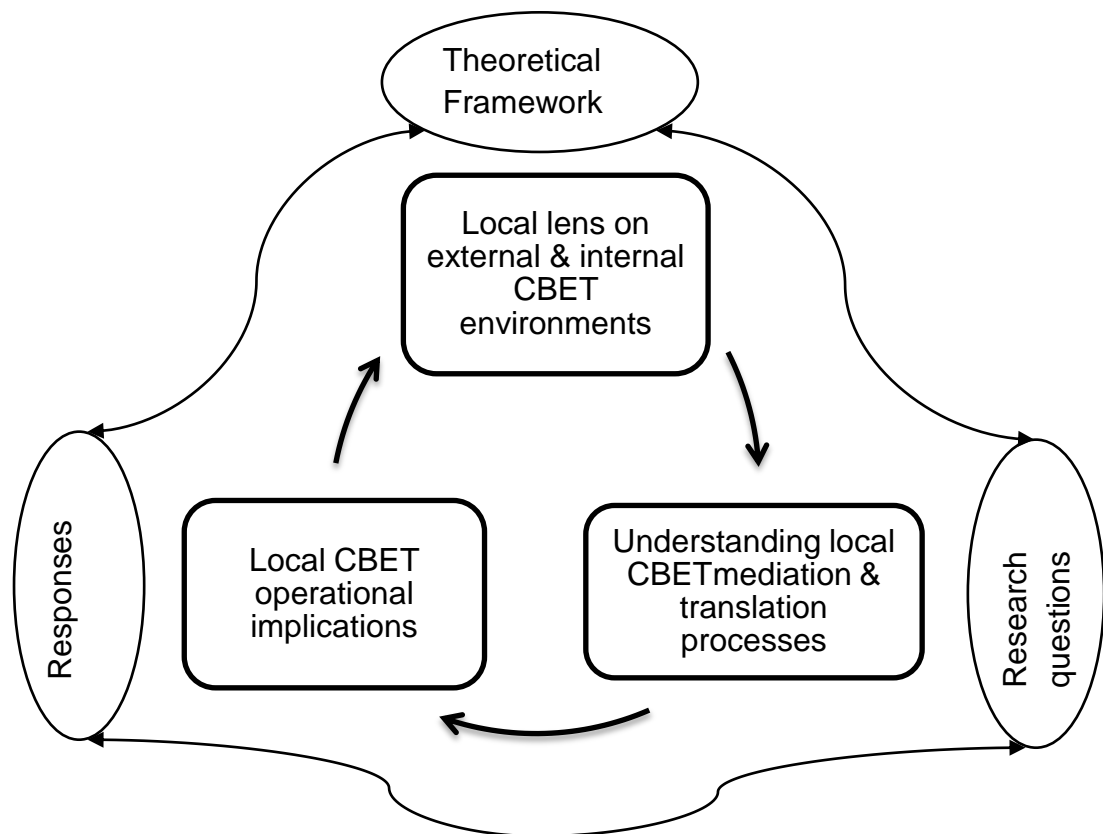 Theoretical
Framework
Local lens on
external & internal
CBET
environments
Responses
Local CBET
operational
implications
Understanding local
CBETmediation &
translation
processes
Research
questions